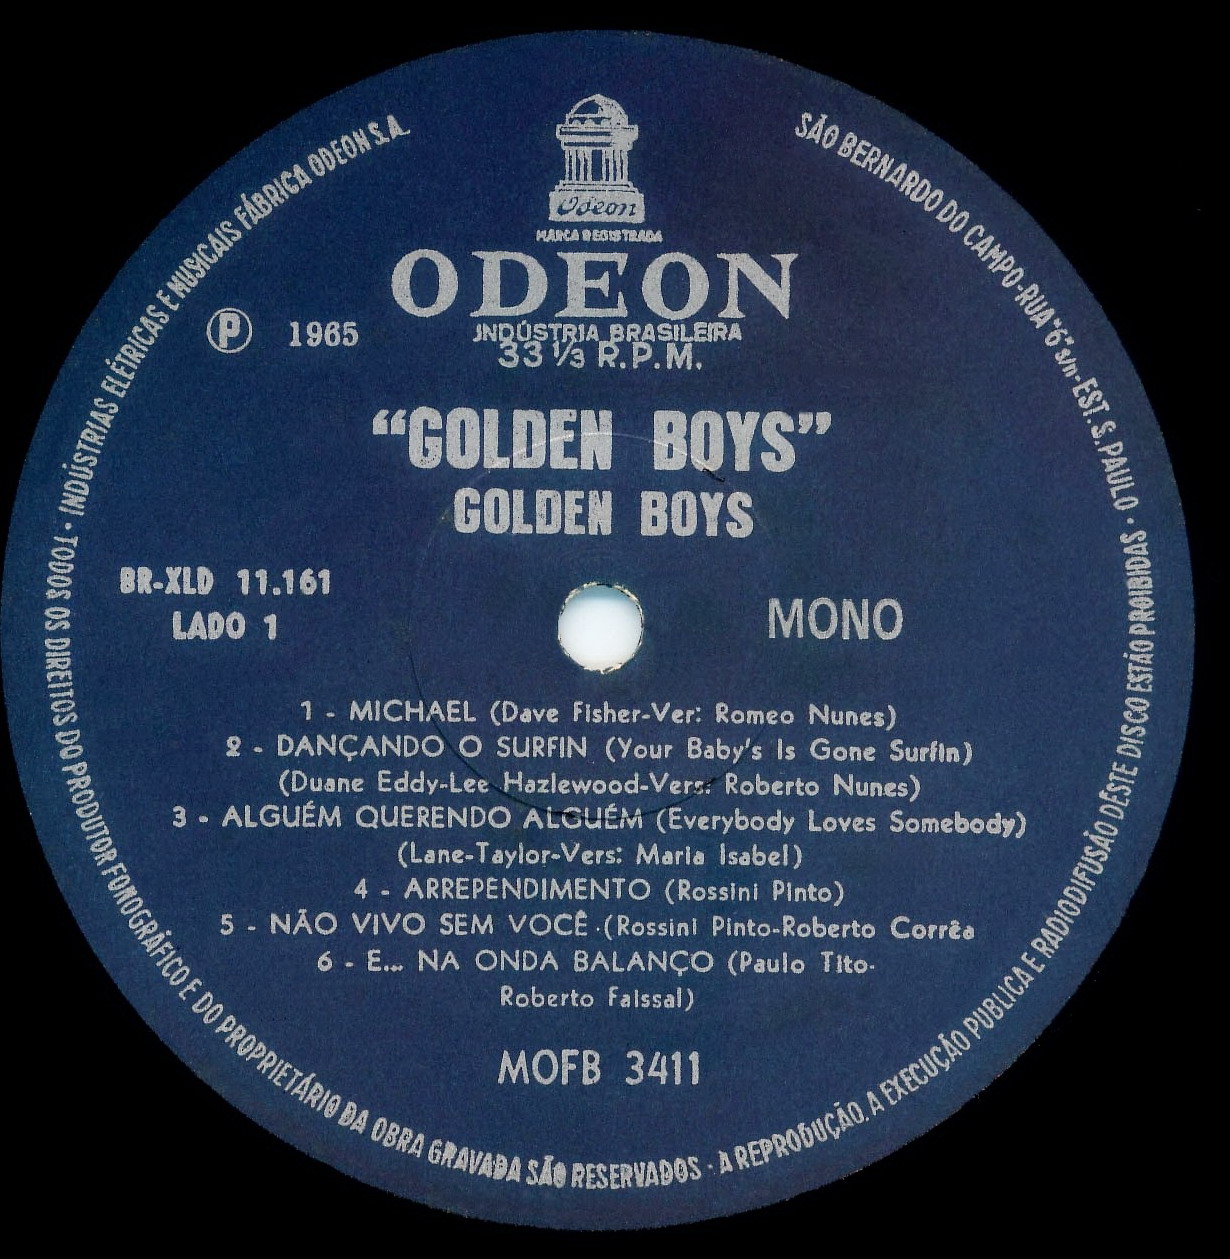 Odeon
MARCA REGISTRADA
ODEON
INDÚSTRIA BRASILEIRA
33 ⅓ R.P.M.
Ⓟ 1965
“GOLDEN BOYS”
GOLDEN BOYS
BR-XLD 11.161
LADO 1
MONO
1 - MICHAEL (Dave Fisher-Ver: Romeo Nunes)
2 - DANÇANDO O SURFIN (Your Baby's Is Gone Surfin)
(Duane Eddy-Lee Hazlewood-Vers: Roberto Nunes)
3 - ALGUÉM QUERENDO ALGUÉM (Everybody Loves Somebody)
(Lane-Taylor-Vers: Maria Isabel)
4 - ARREPENDIMENTO (Rossini Pinto)
5 - NÃO VIVO SEM VOCÊ (Rossini Pinto-Roberto Corrêa
6 - E... NA ONDA BALANÇO (Paulo Tito-
Roberto Faissal)
MOFB 3411
INDÚSTRIAS ELÉTRICAS E MUSICAIS FÁBRICA ODEON S.A.
SÃO BERNARDO DO CAMPO-RUA "6" s/n-EST. S. PAULO ·
TODOS OS DIREITOS DO PRODUTOR FONOGRÁFICO E DO PROPRIETÁRIO DA OBRA GRAVADA SÃO RESERVADOS · A REPRODUÇÃO. A EXECUÇÃO PUBLICA E RADIODIFUSÃO DÊSTE DISCO ESTÃO PROIBIDAS ·